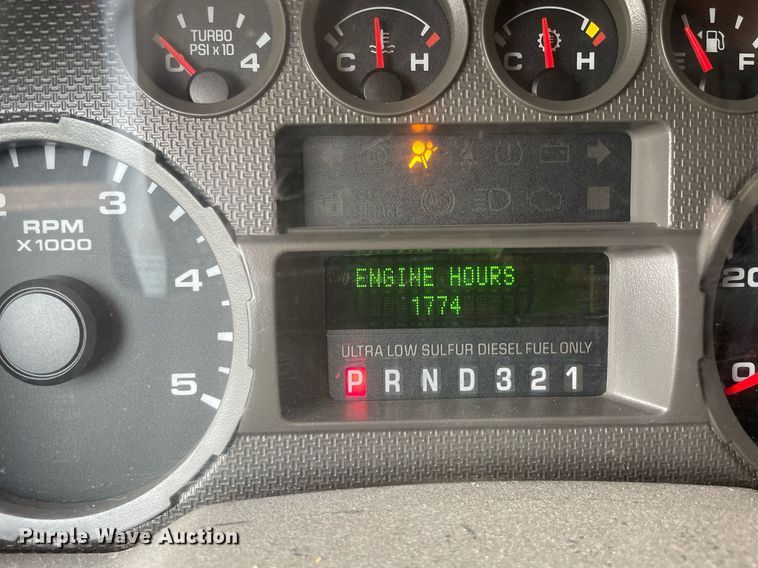 TURBO
PSI x 10
0 4
C H
C H
F
2 3
RPM
X1000
4
5
ENGINE HOURS
1774
ULTRA LOW SULFUR DIESEL FUEL ONLY
P R N D 3 2 1
20
0
Purple Wave Auction